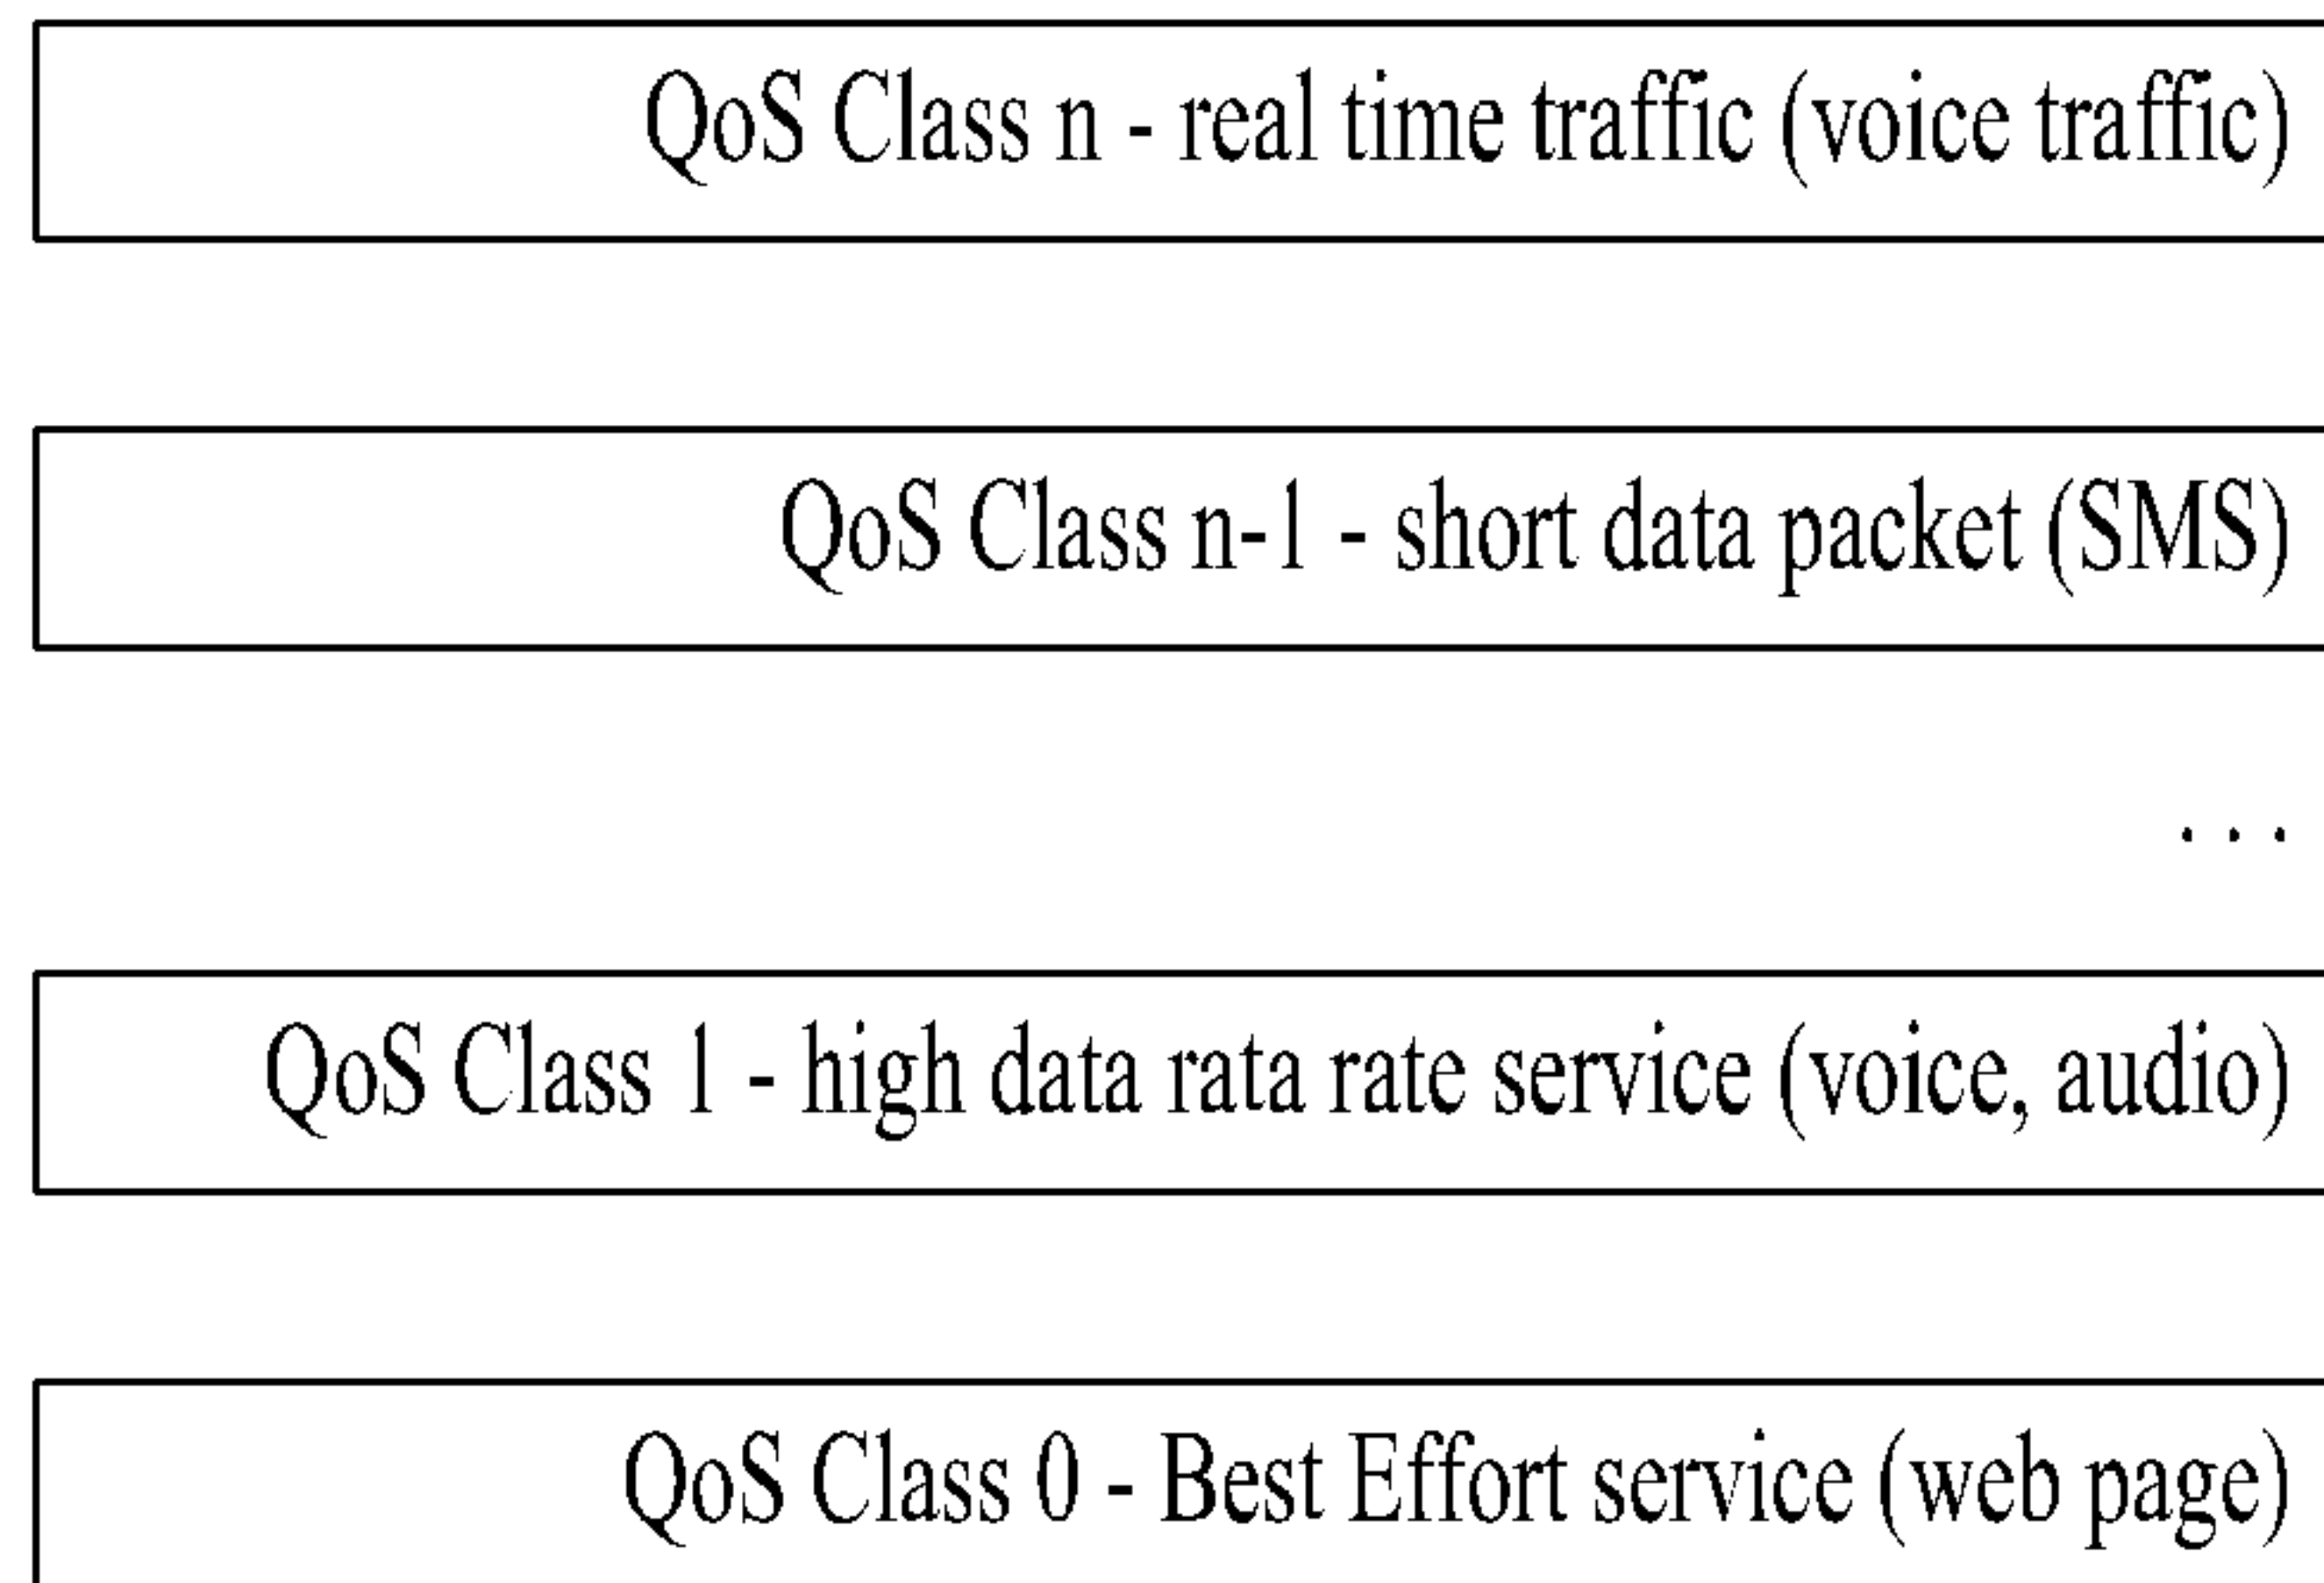 QoS Class n - real time traffic (voice traffic)
QoS Class n-1 - short data packet (SMS)
...
QoS Class 1 - high data rata rate service (voice, audio)
QoS Class 0 - Best Effort service (web page)